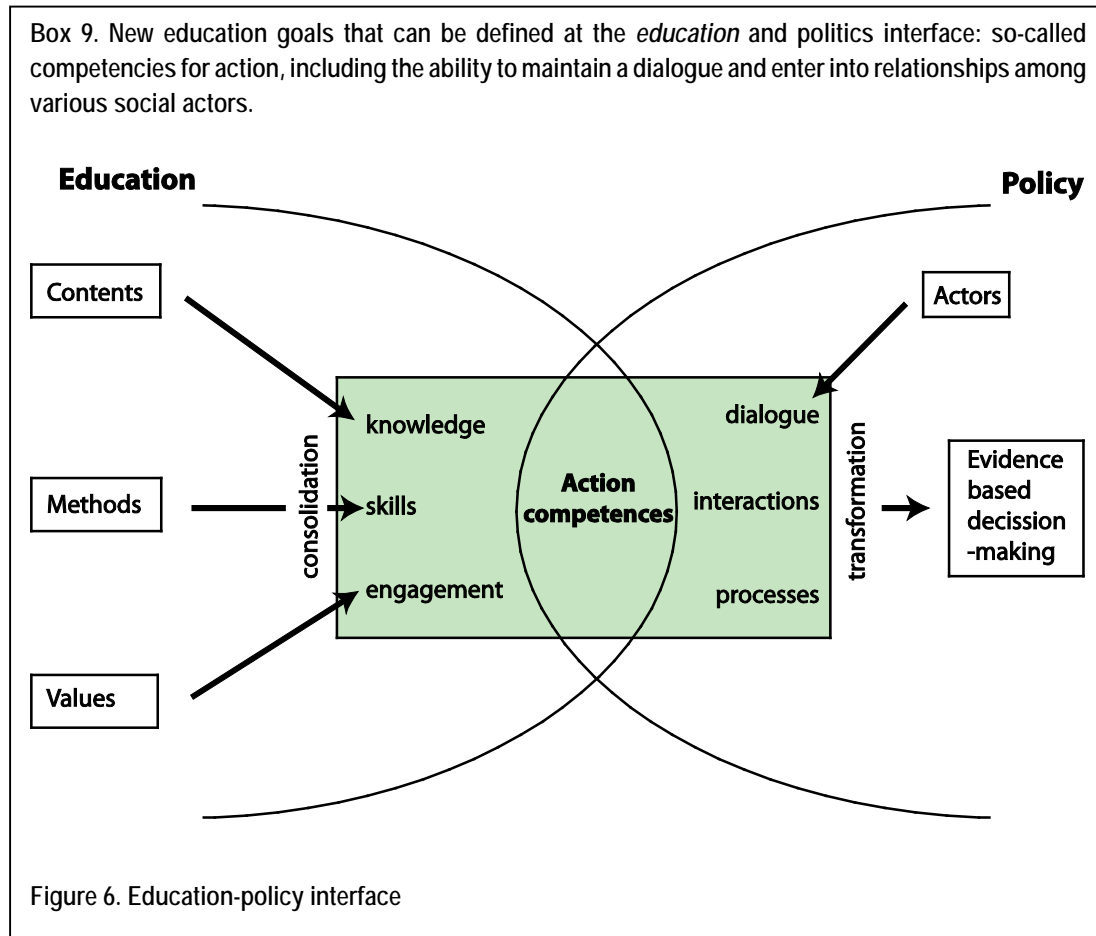 Box 9. New education goals that can be defined at the education and politics interface: so-called
competencies for action, including the ability to maintain a dialogue and enter into relationships among
various social actors.
Education
Policy
Contents
Actors
knowledge
dialogue
consolidation
Methods
skills
Action
competences
interactions
transformation
Evidence
based
decission
-making
engagement
processes
Values
Figure 6. Education-policy interface